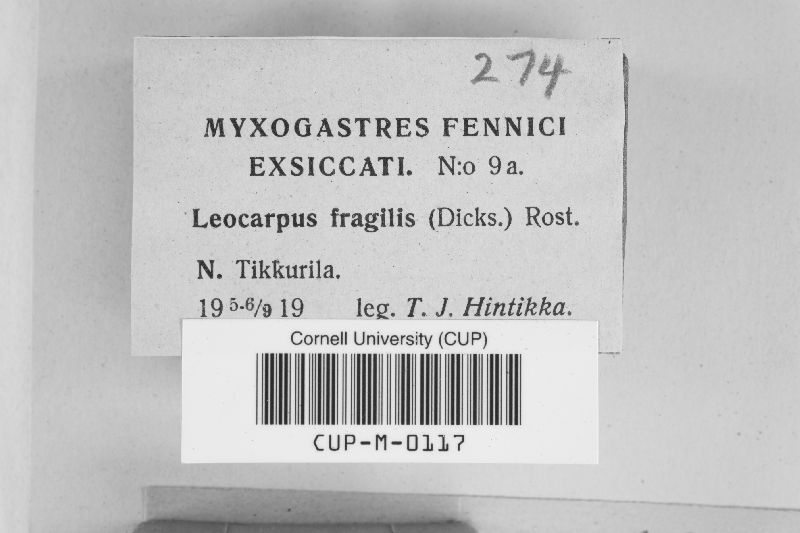 274
MYXOGASTRES FENNICI
EXSICCATI. N:o 9a.
Leocarpus fragilis (Dicks.) Rost.
N. Tikkurila.
19 5-6/9 19 leg. T. J. Hintikka.
Cornell University (CUP)
CUP-M-0117